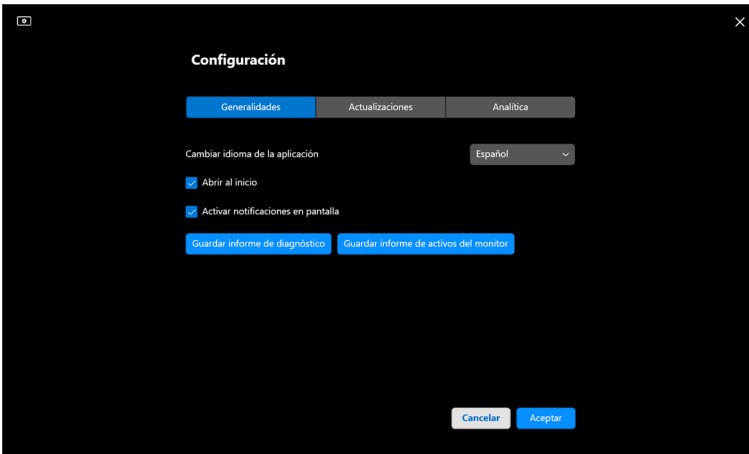 Configuración
Generalidades
Actualizaciones
Analítica
Cambiar idioma de la aplicación
Español
Abrir al inicio
Activar notificaciones en pantalla
Guardar informe de diagnóstico
Guardar informe de activos del monitor
Cancelar
Aceptar